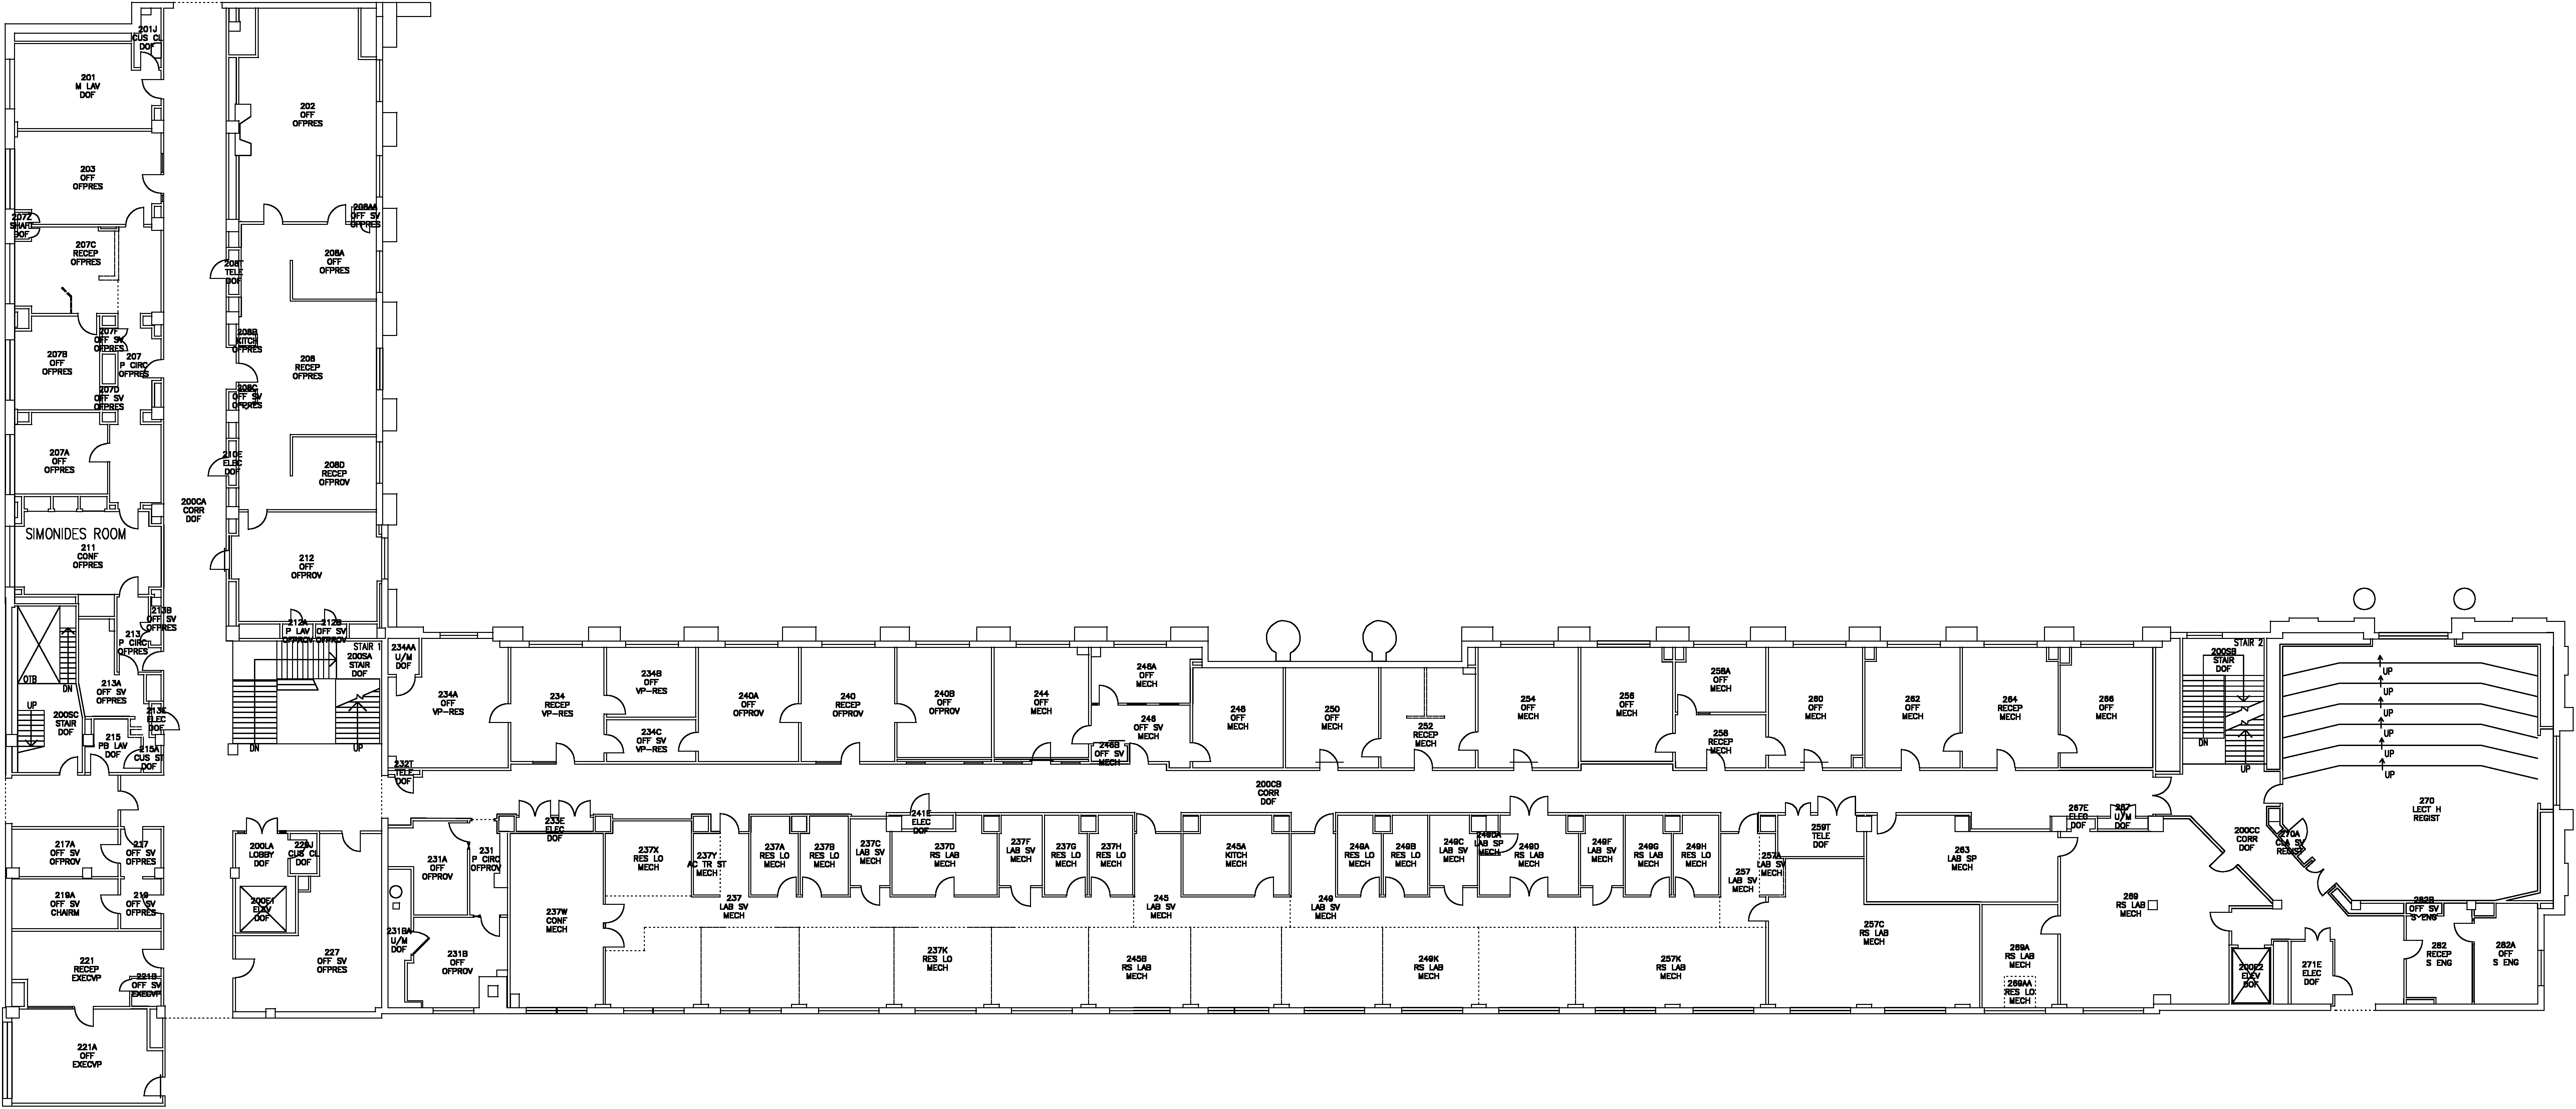 201J
CUS CL
DOF
201
M LAV
DOF
202
OFF
OFPRES
203
OFF
OFPRES
207Z
SHAFT
DOF
207C
RECEP
OFPRES
208AA
OFF SV
OFPRES
208A
OFF
OFPRES
208T
TELE
DOF
207F
OFF SV
OFPRES
207B
OFF
OFPRES
207
P CIRC
OFPRES
208B
KITCH
OFPRES
208
RECEP
OFPRES
207D
OFF SV
OFPRES
208C
OFF SV
OFPRES
207A
OFF
OFPRES
210E
ELEC
DOF
208D
RECEP
OFPROV
200CA
CORR
DOF
SIMONIDES ROOM
211
CONF
OFPRES
212
OFF
OFPROV
213B
OFF SV
OFPRES
213
P CIRC
OFPRES
212A
P LAV
OFPROV
212B
OFF SV
OFPROV
STAIR 1
200SA
STAIR
DOF
DN
UP
OTB
DN
UP
213A
OFF SV
OFPRES
200SC
STAIR
DOF
213E
ELEC
DOF
215
PB LAV
DOF
215A
CUS ST
DOF
234AA
U/M
DOF
234A
OFF
VP-RES
234
RECEP
VP-RES
234B
OFF
VP-RES
234C
OFF SV
VP-RES
240A
OFF
OFPROV
240
RECEP
OFPROV
240B
OFF
OFPROV
244
OFF
MECH
246A
OFF
MECH
246
OFF SV
MECH
246B
OFF SV
MECH
248
OFF
MECH
250
OFF
MECH
252
RECEP
MECH
254
OFF
MECH
256
OFF
MECH
258A
OFF
MECH
258
RECEP
MECH
260
OFF
MECH
262
OFF
MECH
264
RECEP
MECH
266
OFF
MECH
STAIR 2
200SB
STAIR
DOF
DN
UP
UP
UP
UP
UP
UP
UP
270
LECT H
REGIST
232T
TELE
DOF
200CB
CORR
DOF
217A
OFF SV
OFPROV
217
OFF SV
OFPRES
219A
OFF SV
CHAIRM
219
OFF SV
OFPRES
221
RECEP
EXECVP
221B
OFF SV
EXECVP
221A
OFF
EXECVP
200LA
LOBBY
DOF
225J
CUS CL
DOF
200E1
ELEV
DOF
227
OFF SV
OFPRES
231A
OFF
OFPROV
231
P CIRC
OFPROV
231BA
U/M
DOF
231B
OFF
OFPROV
233E
ELEC
DOF
237W
CONF
MECH
237X
RES LO
MECH
237Y
AC TR ST
MECH
237
LAB SV
MECH
237A
RES LO
MECH
237B
RES LO
MECH
237C
LAB SV
MECH
241E
ELEC
DOF
237D
RS LAB
MECH
237F
LAB SV
MECH
237G
RES LO
MECH
237H
RES LO
MECH
237K
RES LO
MECH
245
LAB SV
MECH
245A
KITCH
MECH
245B
RS LAB
MECH
249
LAB SV
MECH
249A
RES LO
MECH
249B
RES LO
MECH
249C
LAB SV
MECH
249DA
LAB SP
MECH
249D
RS LAB
MECH
249F
LAB SV
MECH
249G
RS LAB
MECH
249H
RES LO
MECH
249K
RS LAB
MECH
257
LAB SV
MECH
257A
LAB SV
MECH
257K
RS LAB
MECH
259T
TELE
DOF
257C
RS LAB
MECH
263
LAB SP
MECH
267E
ELEC
DOF
267
U/M
DOF
269
RS LAB
MECH
269A
RS LAB
MECH
269AA
RES LO
MECH
200CC
CORR
DOF
270A
CLA SV
REGIST
200E2
ELEV
DOF
271E
ELEC
DOF
282B
OFF SV
S ENG
282
RECEP
S ENG
282A
OFF
S ENG